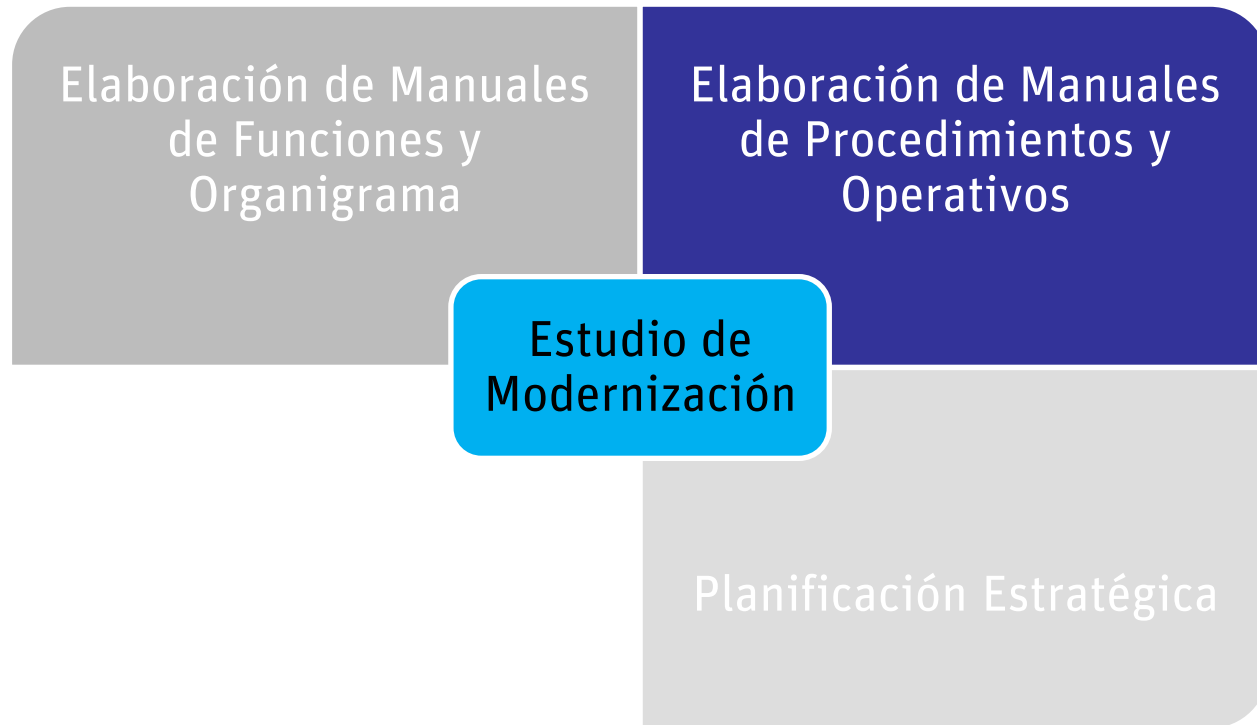 Elaboración de Manuales
de Funciones y
Organigrama
Elaboración de Manuales
de Procedimientos y
Operativos
Estudio de
Modernización
Planificación Estratégica